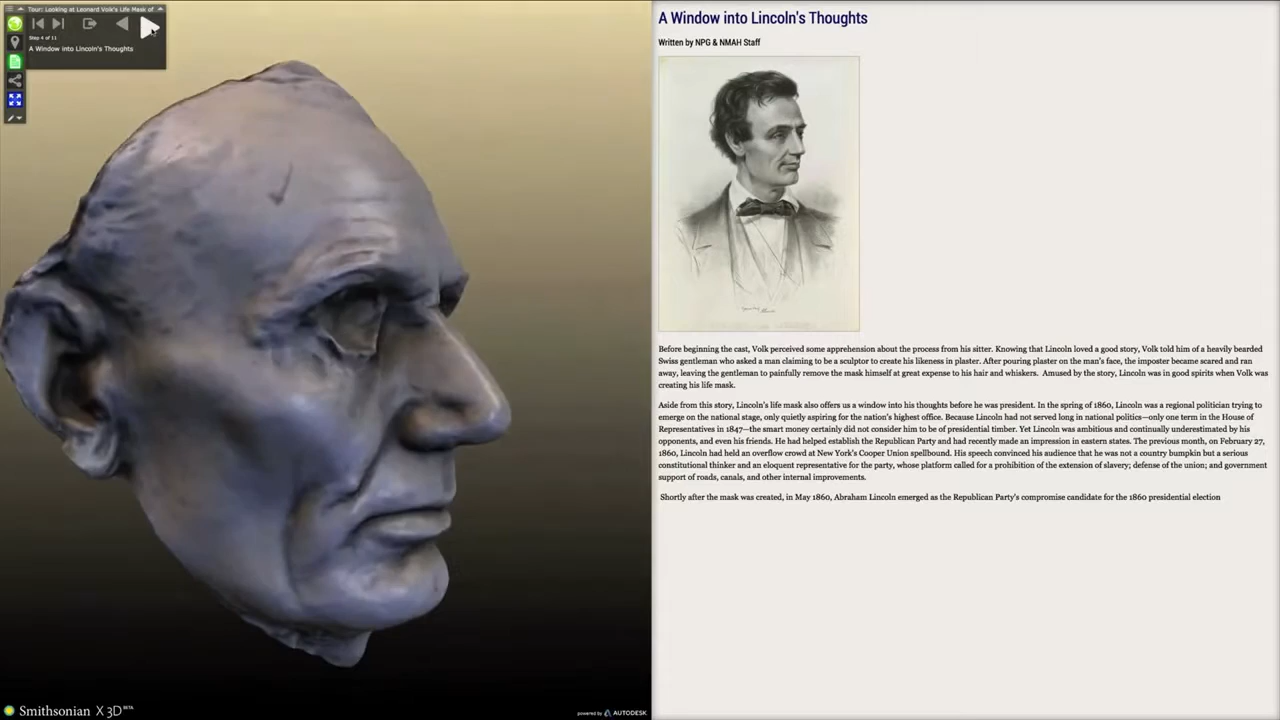 Tour: Looking at Leonard Volk's Life Mask of
Step 4 of 11
A Window into Lincoln's Thoughts
A Window into Lincoln's Thoughts
Written by NPG & NMAH Staff
Before beginning the cast, Volk perceived some apprehension about the process from his sitter. Knowing that Lincoln loved a good story, Volk told him of a heavily bearded
Swiss gentleman who asked a man claiming to be a sculptor to create his likeness in plaster. After pouring plaster on the man's face, the imposter became scared and ran
away, leaving the gentleman to painfully remove the mask himself at great expense to his hair and whiskers. Amused by the story, Lincoln was in good spirits when Volk was
creating his life mask.
Aside from this story, Lincoln's life mask also offers us a window into his thoughts before he was president. In the spring of 1860, Lincoln was a regional politician trying to
emerge on the national stage, only quietly aspiring for the nation's highest office. Because Lincoln had not served long in national politics—only one term in the House of
Representatives in 1847—the smart money certainly did not consider him to be of presidential timber. Yet Lincoln was ambitious and continually underestimated by his
opponents, and even his friends. He had helped establish the Republican Party and had recently made an impression in eastern states. The previous month, on February 27,
1860, Lincoln had held an overflow crowd at New York's Cooper Union spellbound. His speech convinced his audience that he was not a country bumpkin but a serious
constitutional thinker and an eloquent representative for the party, whose platform called for a prohibition of the extension of slavery; defense of the union; and government
support of roads, canals, and other internal improvements.
Shortly after the mask was created, in May 1860, Abraham Lincoln emerged as the Republican Party's compromise candidate for the 1860 presidential election
Smithsonian X 3D BETA
powered by AUTODESK